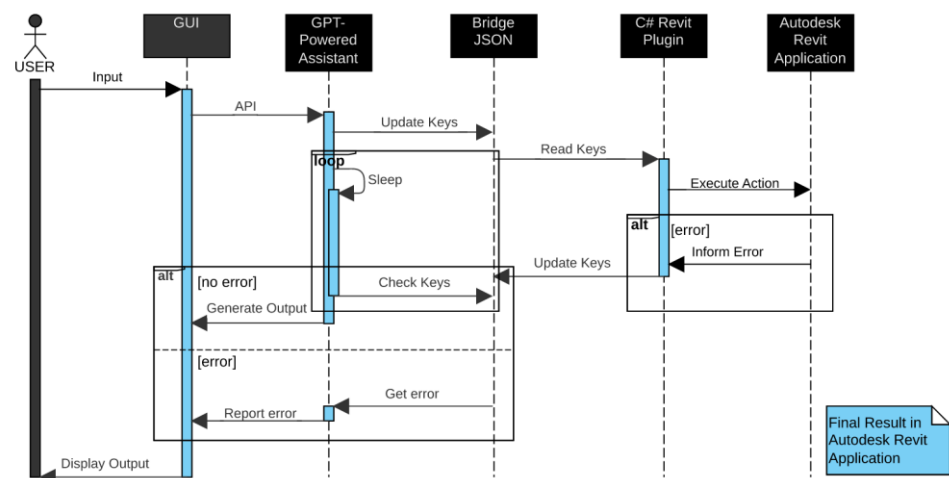 GUI
GPT-
Powered
Assistant
Bridge
JSON
C# Revit
Plugin
Autodesk
Revit
Application
USER
Input
API
Update Keys
Read Keys
loop
Sleep
Execute Action
alt
[error]
Inform Error
Update Keys
alt
[no error]
Check Keys
Generate Output
[error]
Get error
Report error
Final Result in
Autodesk Revit
Application
Display Output